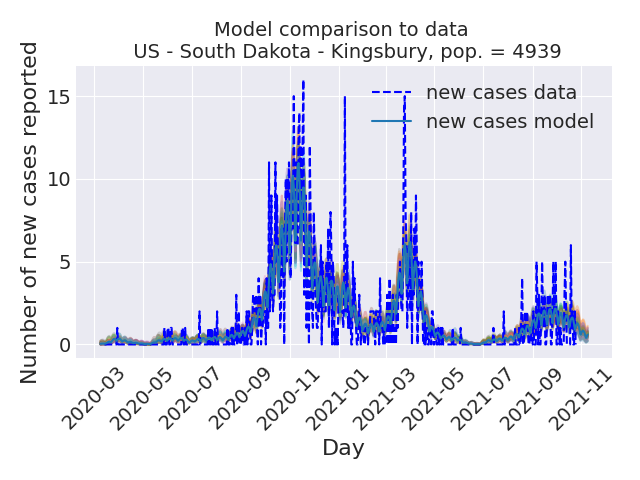 Model comparison to data
US - South Dakota - Kingsbury, pop. = 4939
new cases data
new cases model
Number of new cases reported
15
10
5
0
2020-03
2020-05
2020-07
2020-09
2020-11
2021-01
2021-03
2021-05
2021-07
2021-09
2021-11
Day